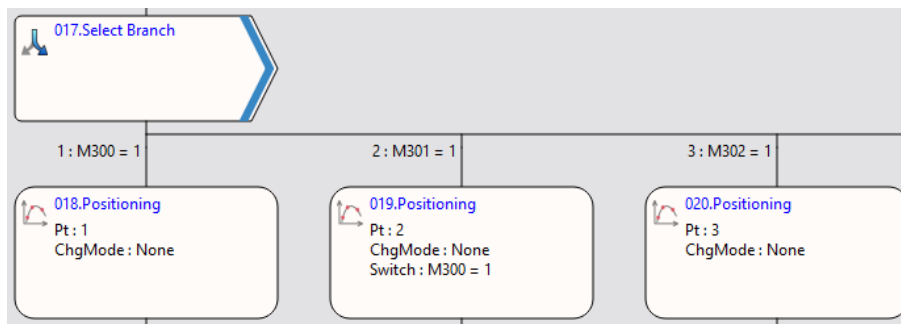 017.Select Branch
1 : M300 = 1
2 : M301 = 1
3 : M302 = 1
018.Positioning
Pt : 1
ChgMode : None
019.Positioning
Pt : 2
ChgMode : None
Switch : M300 = 1
020.Positioning
Pt : 3
ChgMode : None